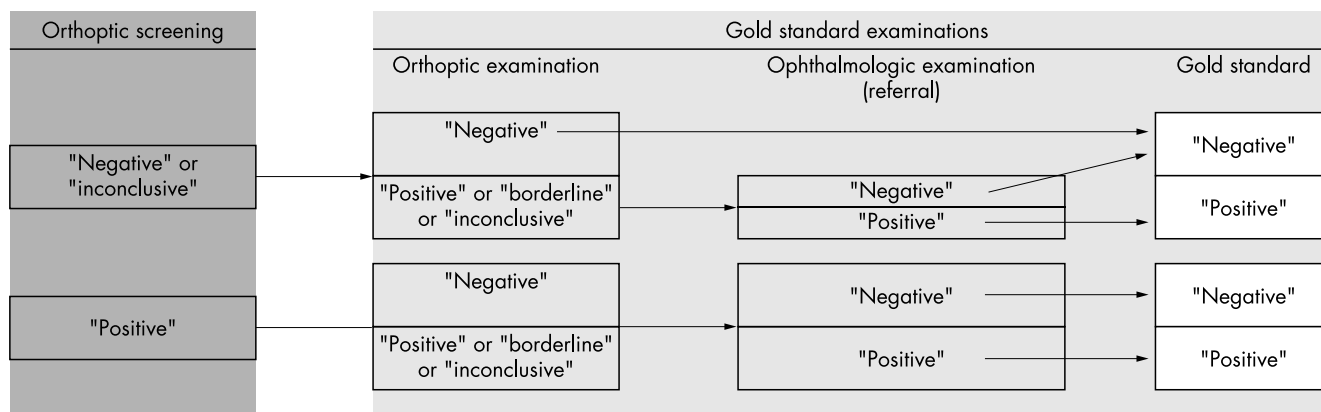 Orthoptic screening
Gold standard examinations
Orthoptic examination
Ophthalmologic examination
(referral)
Gold standard
"Negative" or
"inconclusive"
"Negative"
"Positive" or "borderline"
or "inconclusive"
"Negative"
"Positive"
"Negative"
"Positive"
"Positive"
"Negative"
"Positive" or "borderline"
or "inconclusive"
"Negative"
"Positive"
"Negative"
"Positive"